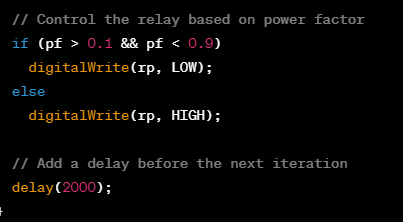 // Control the relay based on power factor
if (pf > 0.1 && pf < 0.9)
digitalWrite(rp, LOW);
else
digitalWrite(rp, HIGH);
// Add a delay before the next iteration
delay(2000);
}